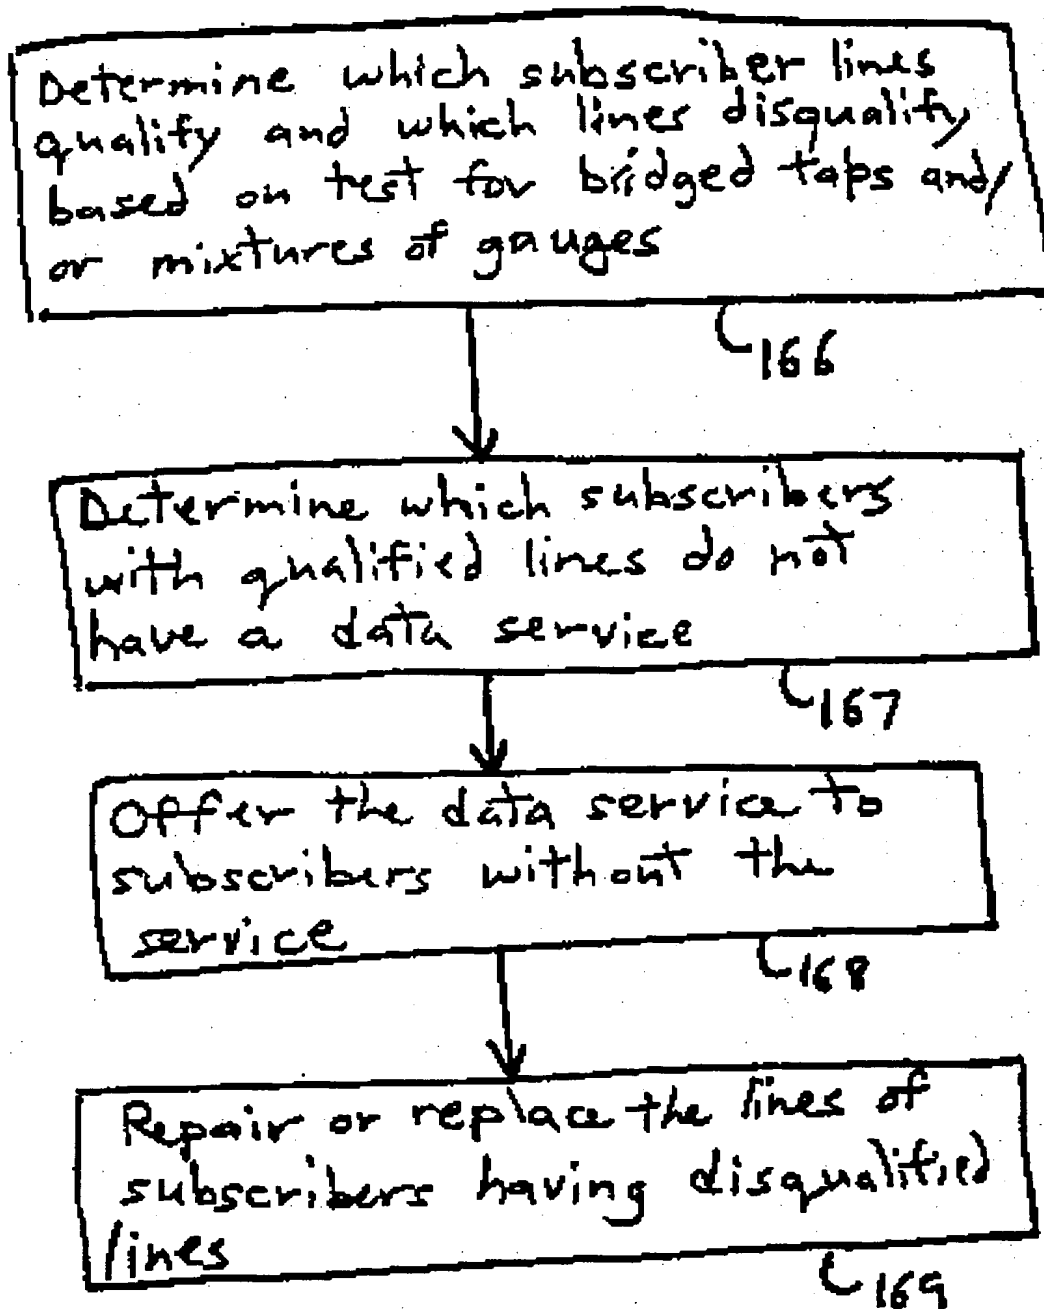 Determine which subscriber lines
qualify and which lines disqualify
based on test for bridged taps and/
or mixtures of gauges
166
Determine which subscribers
with qualified lines do not
have a data service
167
Offer the data service to
subscribers without the
service
168
Repair or replace the lines of
subscribers having disqualified
lines
169